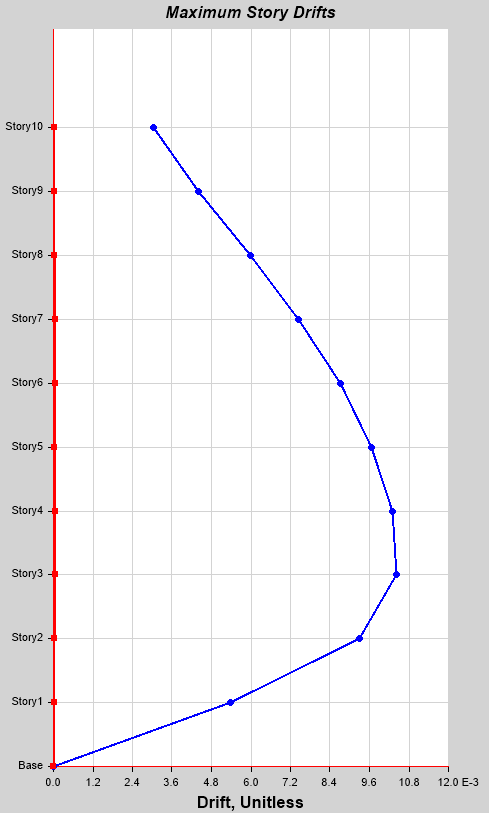 Maximum Story Drifts
Story10
Story9
Story8
Story7
Story6
Story5
Story4
Story3
Story2
Story1
Base
0.0 1.2 2.4 3.6 4.8 6.0 7.2 8.4 9.6 10.8 12.0 E-3
Drift, Unitless